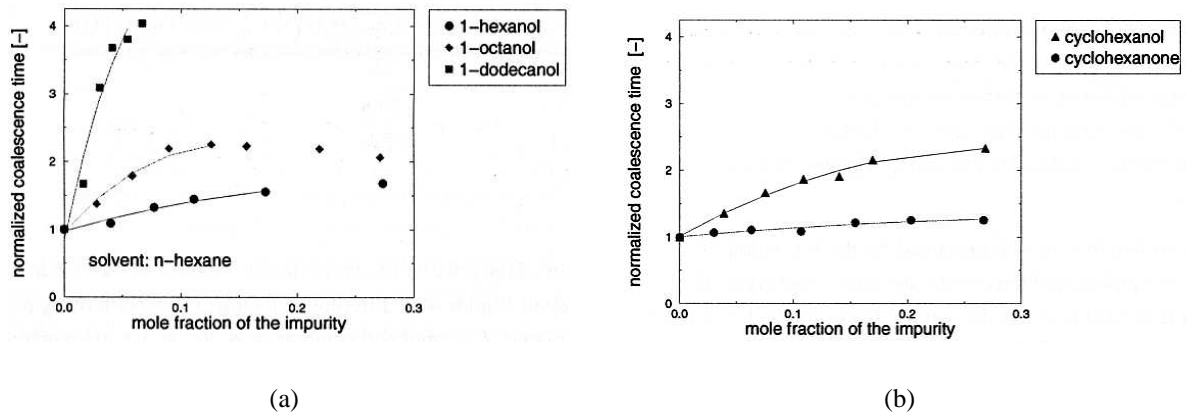 normalized coalescence time [−]
4
3
2
1
0
0.0
0.1
0.2
0.3
mole fraction of the impurity
solvent: n−hexane
1−hexanol
1−octanol
1−dodecanol
(a)
normalized coalescence time [−]
4
3
2
1
0
0.0
0.1
0.2
0.3
mole fraction of the impurity
cyclohexanol
cyclohexanone
(b)